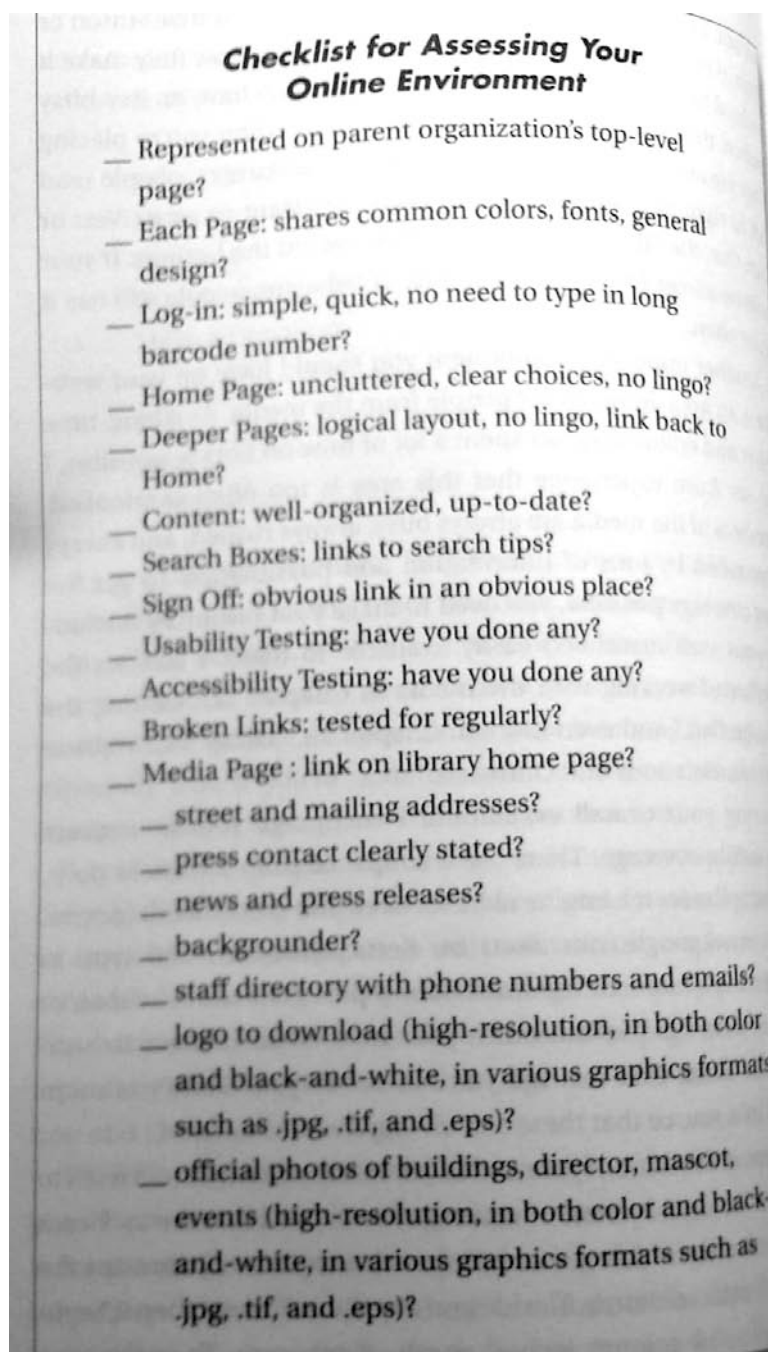 Checklist for Assessing Your
Online Environment
__ Represented on parent organization's top-level
page?
__ Each Page: shares common colors, fonts, general
design?
__ Log-in: simple, quick, no need to type in long
barcode number?
__ Home Page: uncluttered, clear choices, no lingo?
__ Deeper Pages: logical layout, no lingo, link back to
Home?
__ Content: well-organized, up-to-date?
__ Search Boxes: links to search tips?
__ Sign Off: obvious link in an obvious place?
__ Usability Testing: have you done any?
__ Accessibility Testing: have you done any?
__ Broken Links: tested for regularly?
__ Media Page : link on library home page?
__ street and mailing addresses?
__ press contact clearly stated?
__ news and press releases?
__ backgrounder?
__ staff directory with phone numbers and emails?
__ logo to download (high-resolution, in both color
and black-and-white, in various graphics formats
such as .jpg, .tif, and .eps)?
__ official photos of buildings, director, mascot,
events (high-resolution, in both color and black-
and-white, in various graphics formats such as
.jpg, .tif, and .eps)?